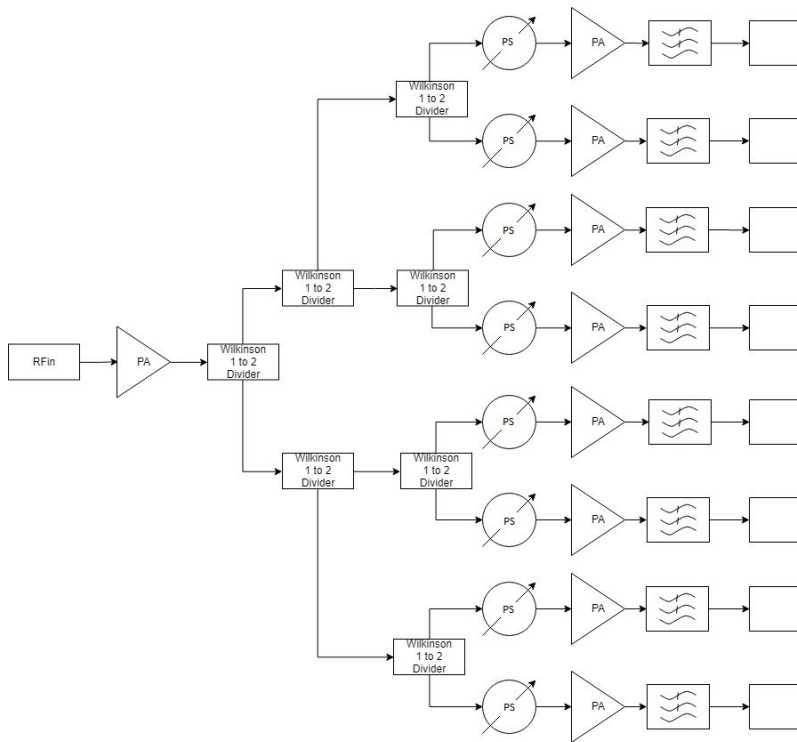 PS
PA
Wilkinson
1 to 2
Divider
PS
PA
PS
PA
Wilkinson
1 to 2
Divider
Wilkinson
1 to 2
Divider
PS
PA
RFin
PA
Wilkinson
1 to 2
Divider
PS
PA
Wilkinson
1 to 2
Divider
Wilkinson
1 to 2
Divider
PS
PA
PS
PA
Wilkinson
1 to 2
Divider
PS
PA